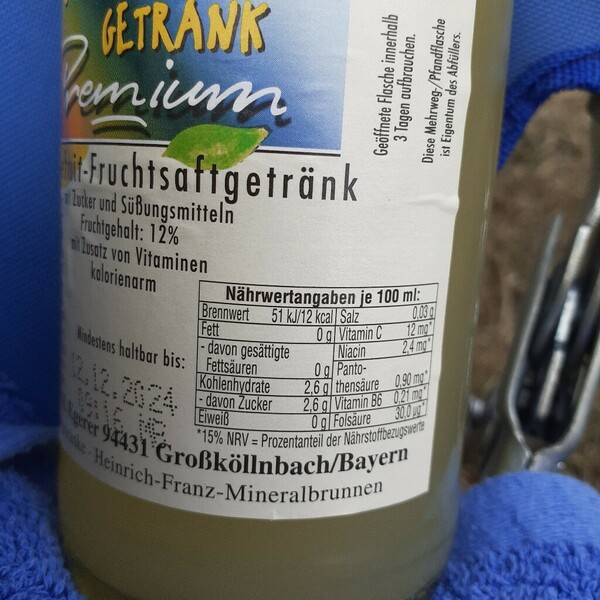 GETRÄNK
Premium
-Fruchtsaftgetränk
mit Zucker und Süßungsmitteln
Fruchtgehalt: 12%
mit Zusatz von Vitaminen
kalorienarm
Mindestens haltbar bis:
12.12.2024
Egerer 94431 Großköllnbach/Bayern
Heinrich-Franz-Mineralbrunnen
Nährwertangaben je 100 ml:
Brennwert 51 kJ/12 kcal
Fett 0 g
- davon gesättigte
Fettsäuren 0 g
Kohlenhydrate 2,6 g
- davon Zucker 2,6 g
Eiweiß 0 g
Salz 0,03 g
Vitamin C 12 mg*
Niacin 2,4 mg*
Panto-
thensäure 0,90 mg*
Vitamin B6 0,21 mg*
Folsäure 30,0 µg*
*15% NRV = Prozentanteil der Nährstoffbezugswerte
Geöffnete Flasche innerhalb
3 Tagen aufbrauchen.
Diese Mehrweg-/Pfandflasche
ist Eigentum des Abfüllers.